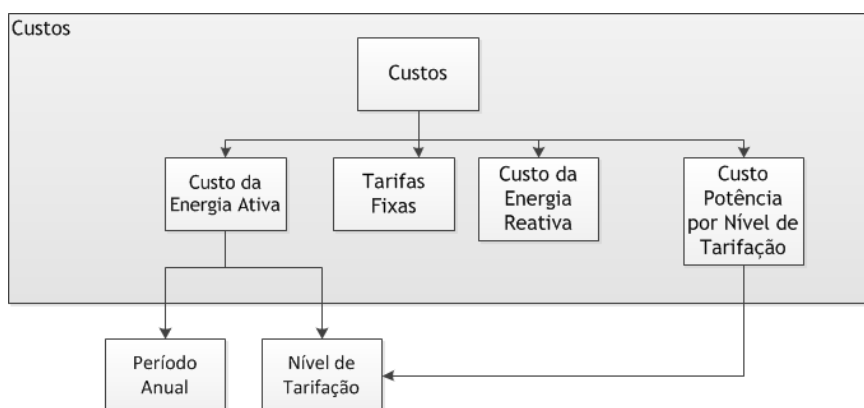 Custos
Custos
Custo da
Energia Ativa
Tarifas
Fixas
Custo da
Energia
Reativa
Custo
Potência
por Nível de
Tarifação
Período
Anual
Nível de
Tarifação